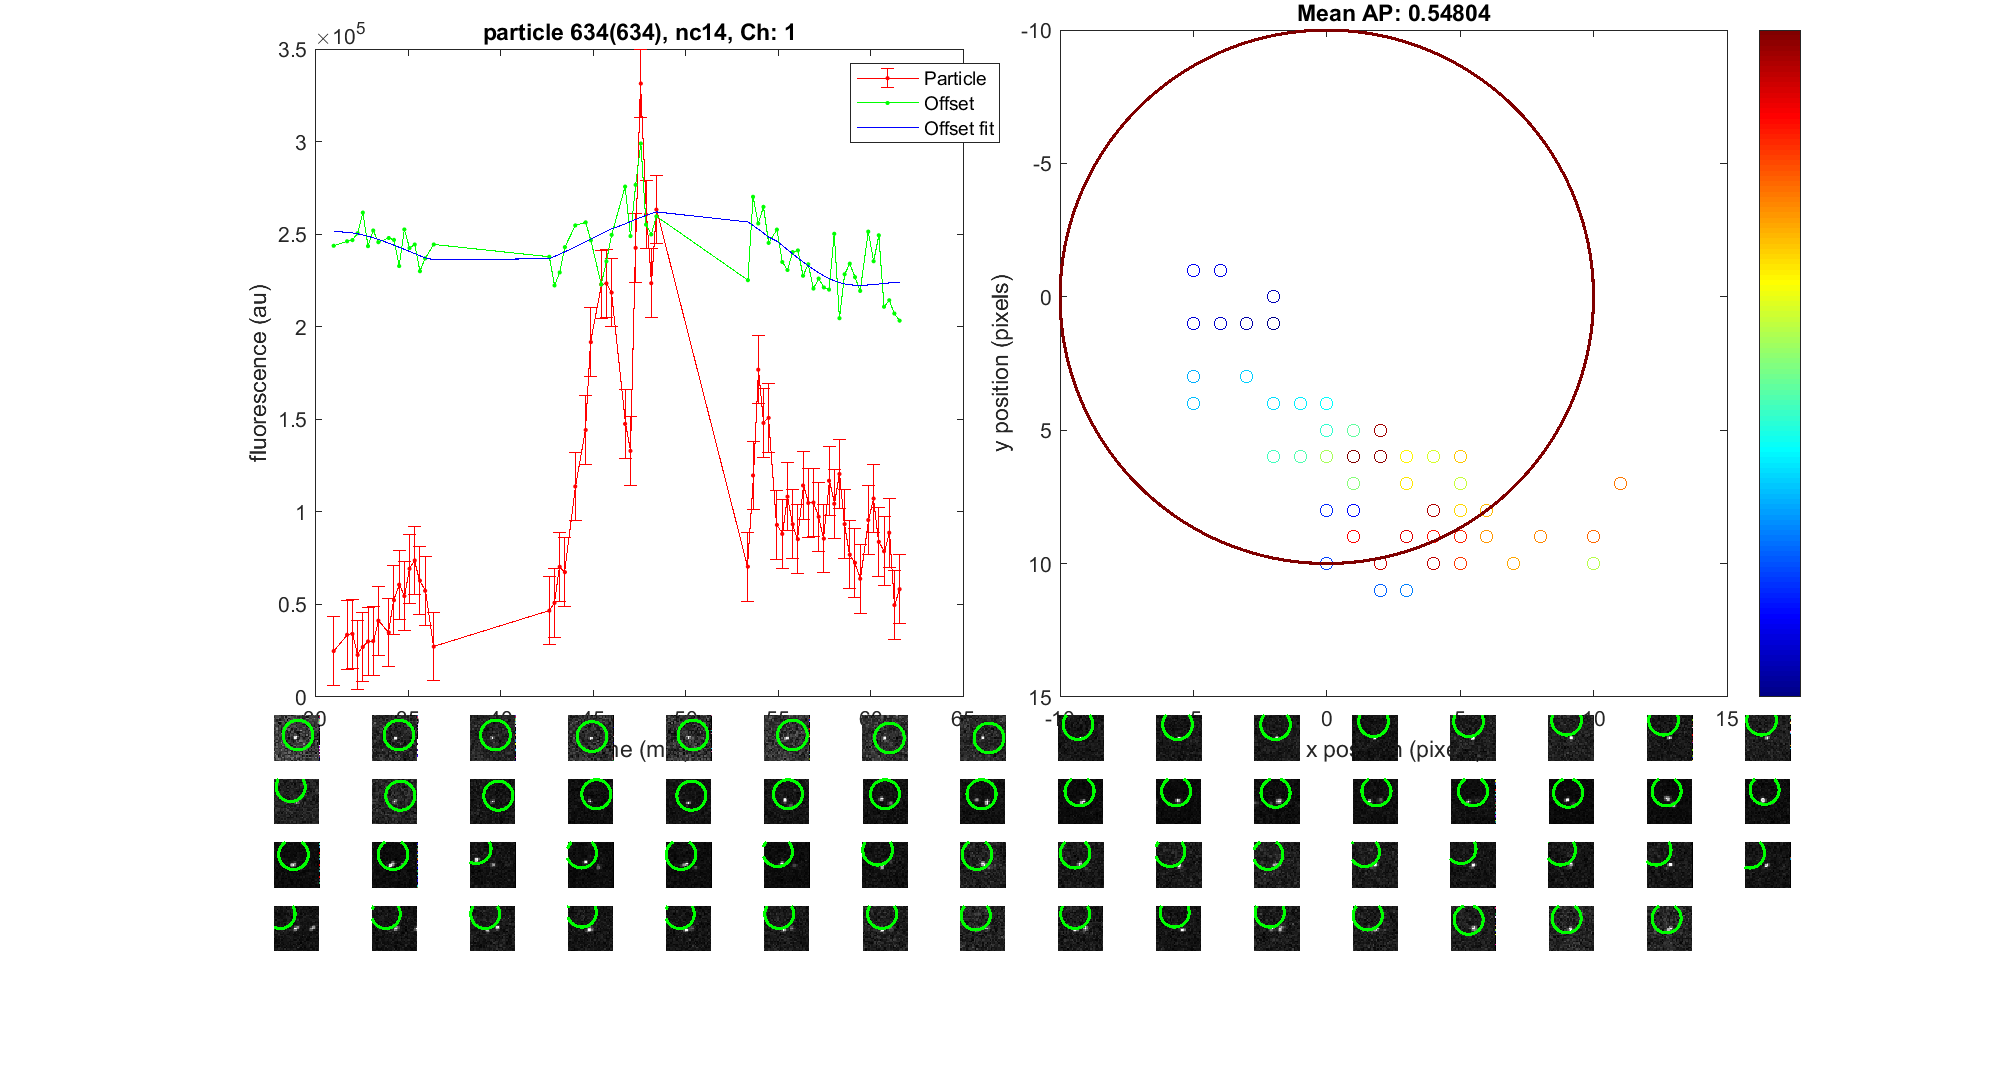 particle 634(634), nc14, Ch: 1
×10^5
3.5
3
2.5
2
1.5
1
0.5
0
fluorescence (au)
Particle
Offset
Offset fit
65
Mean AP: 0.54804
-10
-5
0
5
10
15
y position (pixels)
0
5
10
15